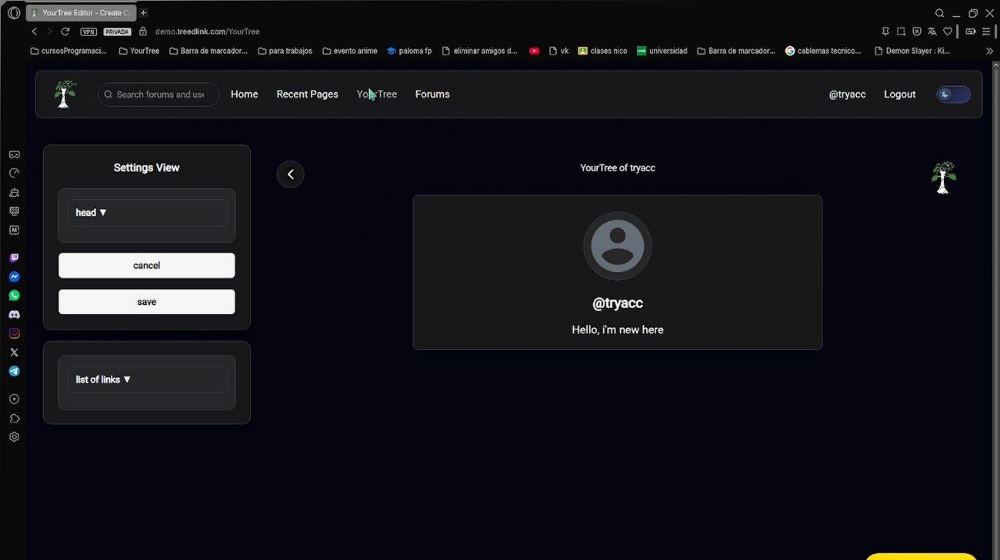 YourTree Editor - Create C
VPN PRIVADA demo.treedlink.com/YourTree
cursosProgramaci... YourTree Barra de marcador... para trabajos evento anime paloma fp eliminar amigos d... vk clases nico universidad Barra de marcador... cablemas tecnico... Demon Slayer : Ki...
Search forums and use Home Recent Pages YourTree Forums @tryacc Logout
Settings View
head ▼
cancel
save
list of links ▼
YourTree of tryacc
@tryacc
Hello, i'm new here